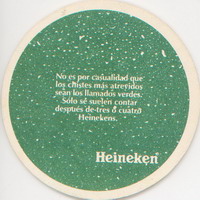 No es por casualidad que
los chistes más atrevidos
sean los llamados verdes.
Sólo se suelen contar
después de tres o cuatro
Heinekens.
Heineken